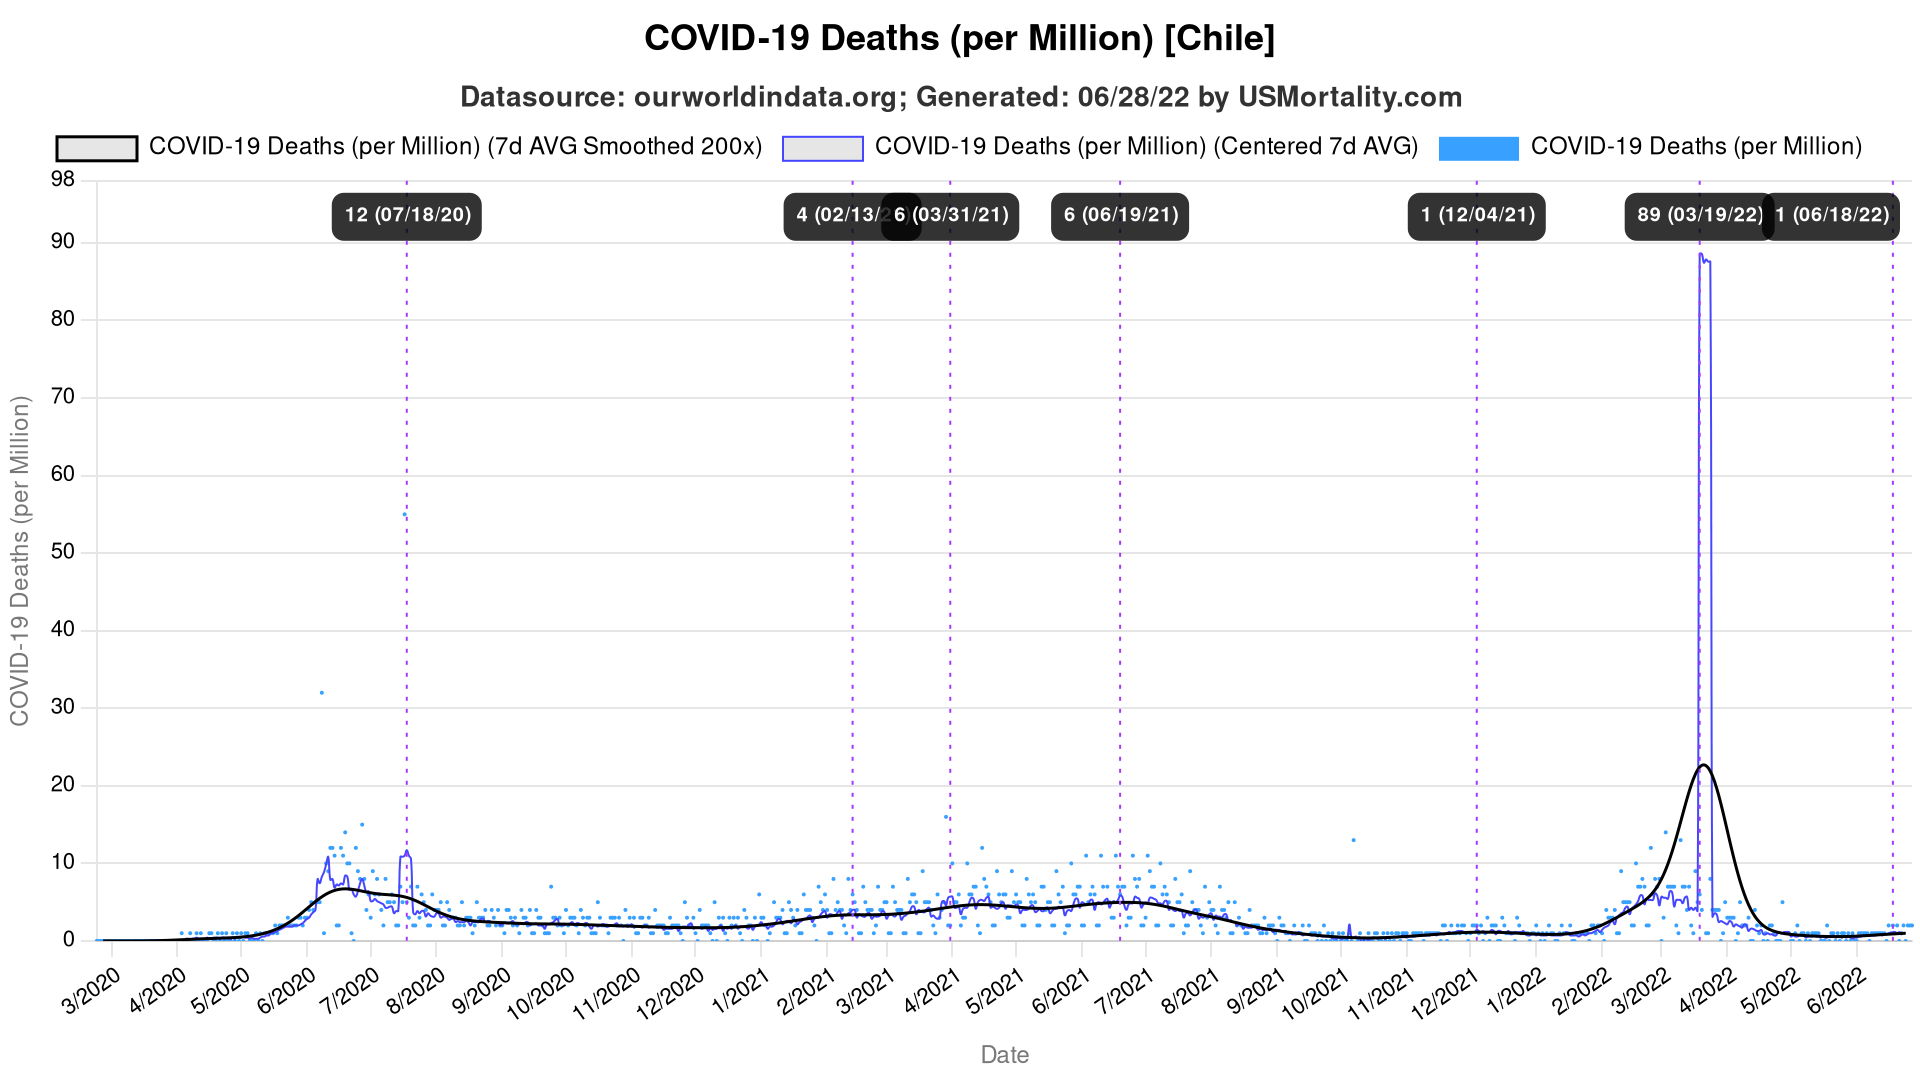 COVID-19 Deaths (per Million) [Chile]
Datasource: ourworldindata.org; Generated: 06/28/22 by USMortality.com
COVID-19 Deaths (per Million) (7d AVG Smoothed 200x) COVID-19 Deaths (per Million) (Centered 7d AVG) COVID-19 Deaths (per Million)
98
12 (07/18/20) 4 (02/13/21) 6 (03/31/21) 6 (06/19/21) 1 (12/04/21) 89 (03/19/22) 1 (06/18/22)
90
80
70
60
50
40
30
20
10
0
COVID-19 Deaths (per Million)
3/2020 4/2020 5/2020 6/2020 7/2020 8/2020 9/2020 10/2020 11/2020 12/2020 1/2021 2/2021 3/2021 4/2021 5/2021 6/2021 7/2021 8/2021 9/2021 10/2021 11/2021 12/2021 1/2022 2/2022 3/2022 4/2022 5/2022 6/2022
Date